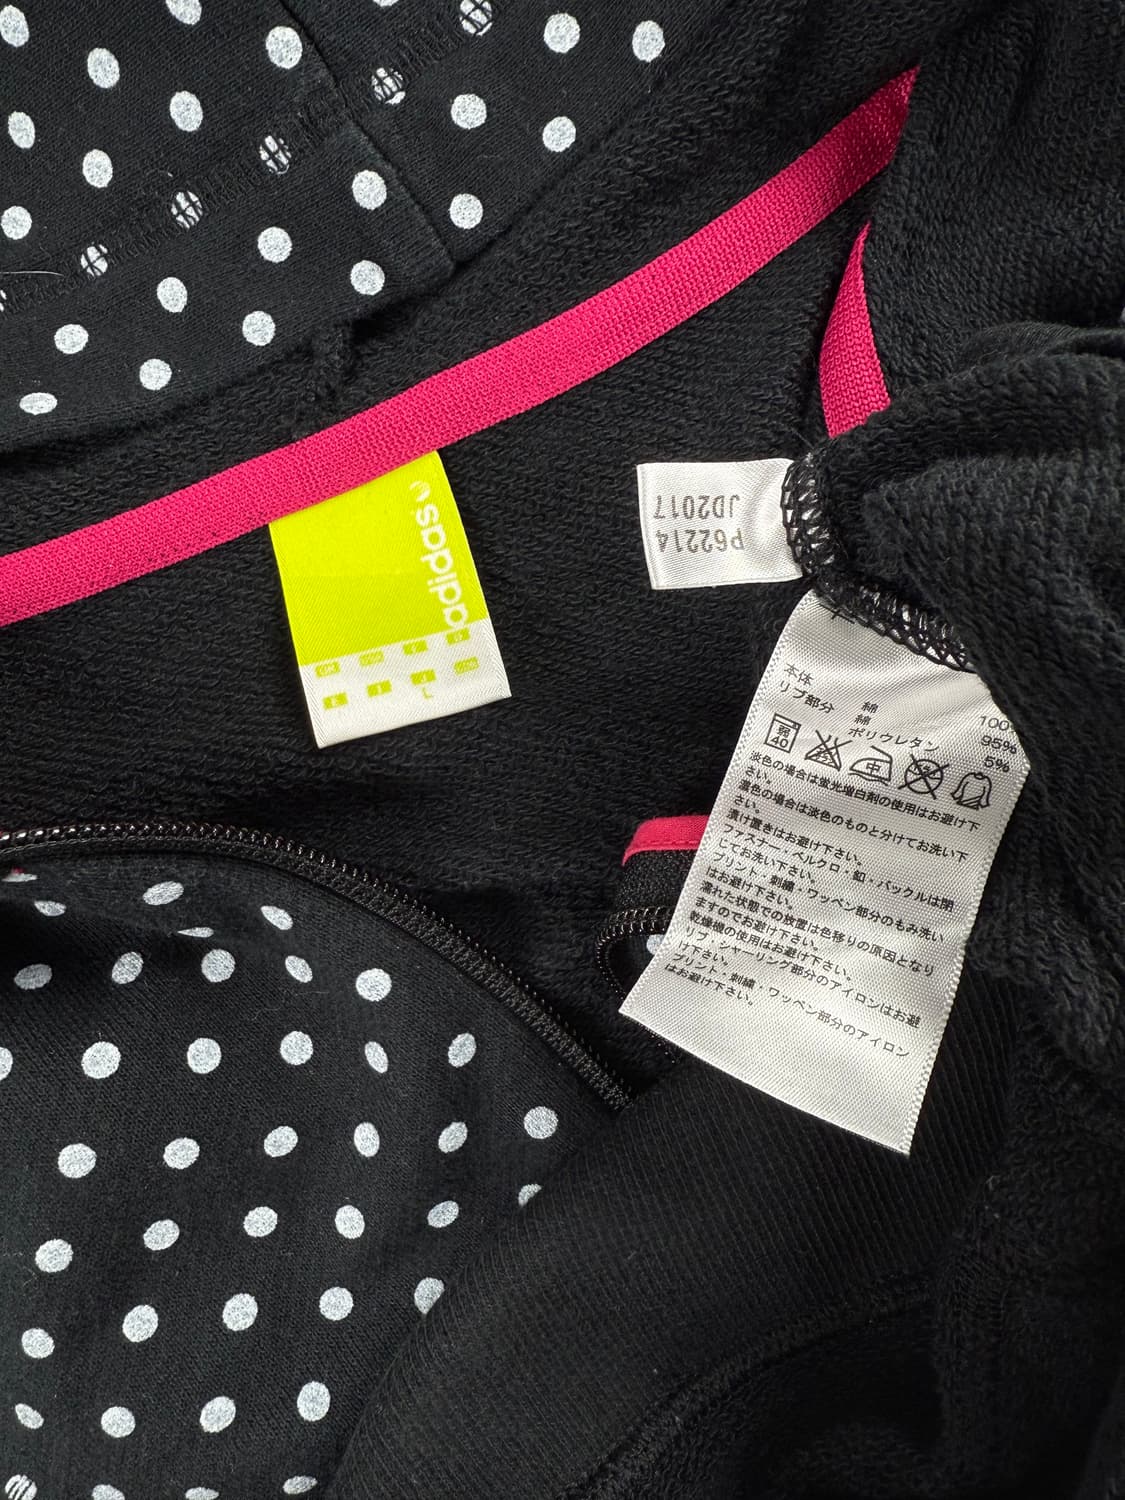 adidas
J
L
P62214
JD2017
本体
綿
100%
リブ部分
綿
95%
ポリウレタン
5%
弱
40
中
淡色の場合は蛍光増白剤の使用はお避け下
さい。
濃色の場合は淡色のものと分けてお洗い下
さい。
漬け置きはお避け下さい。
ファスナー・ベルクロ・釦・バックルは閉
じてお洗い下さい。
プリント・刺繍・ワッペン部分のもみ洗い
はお避け下さい。
濡れた状態での放置は色移りの原因となり
ますのでお避け下さい。
乾燥機の使用はお避け下さい。
リブ・シャーリング部分のアイロンはお避
け下さい。
プリント・刺繍・ワッペン部分のアイロン
はお避け下さい。